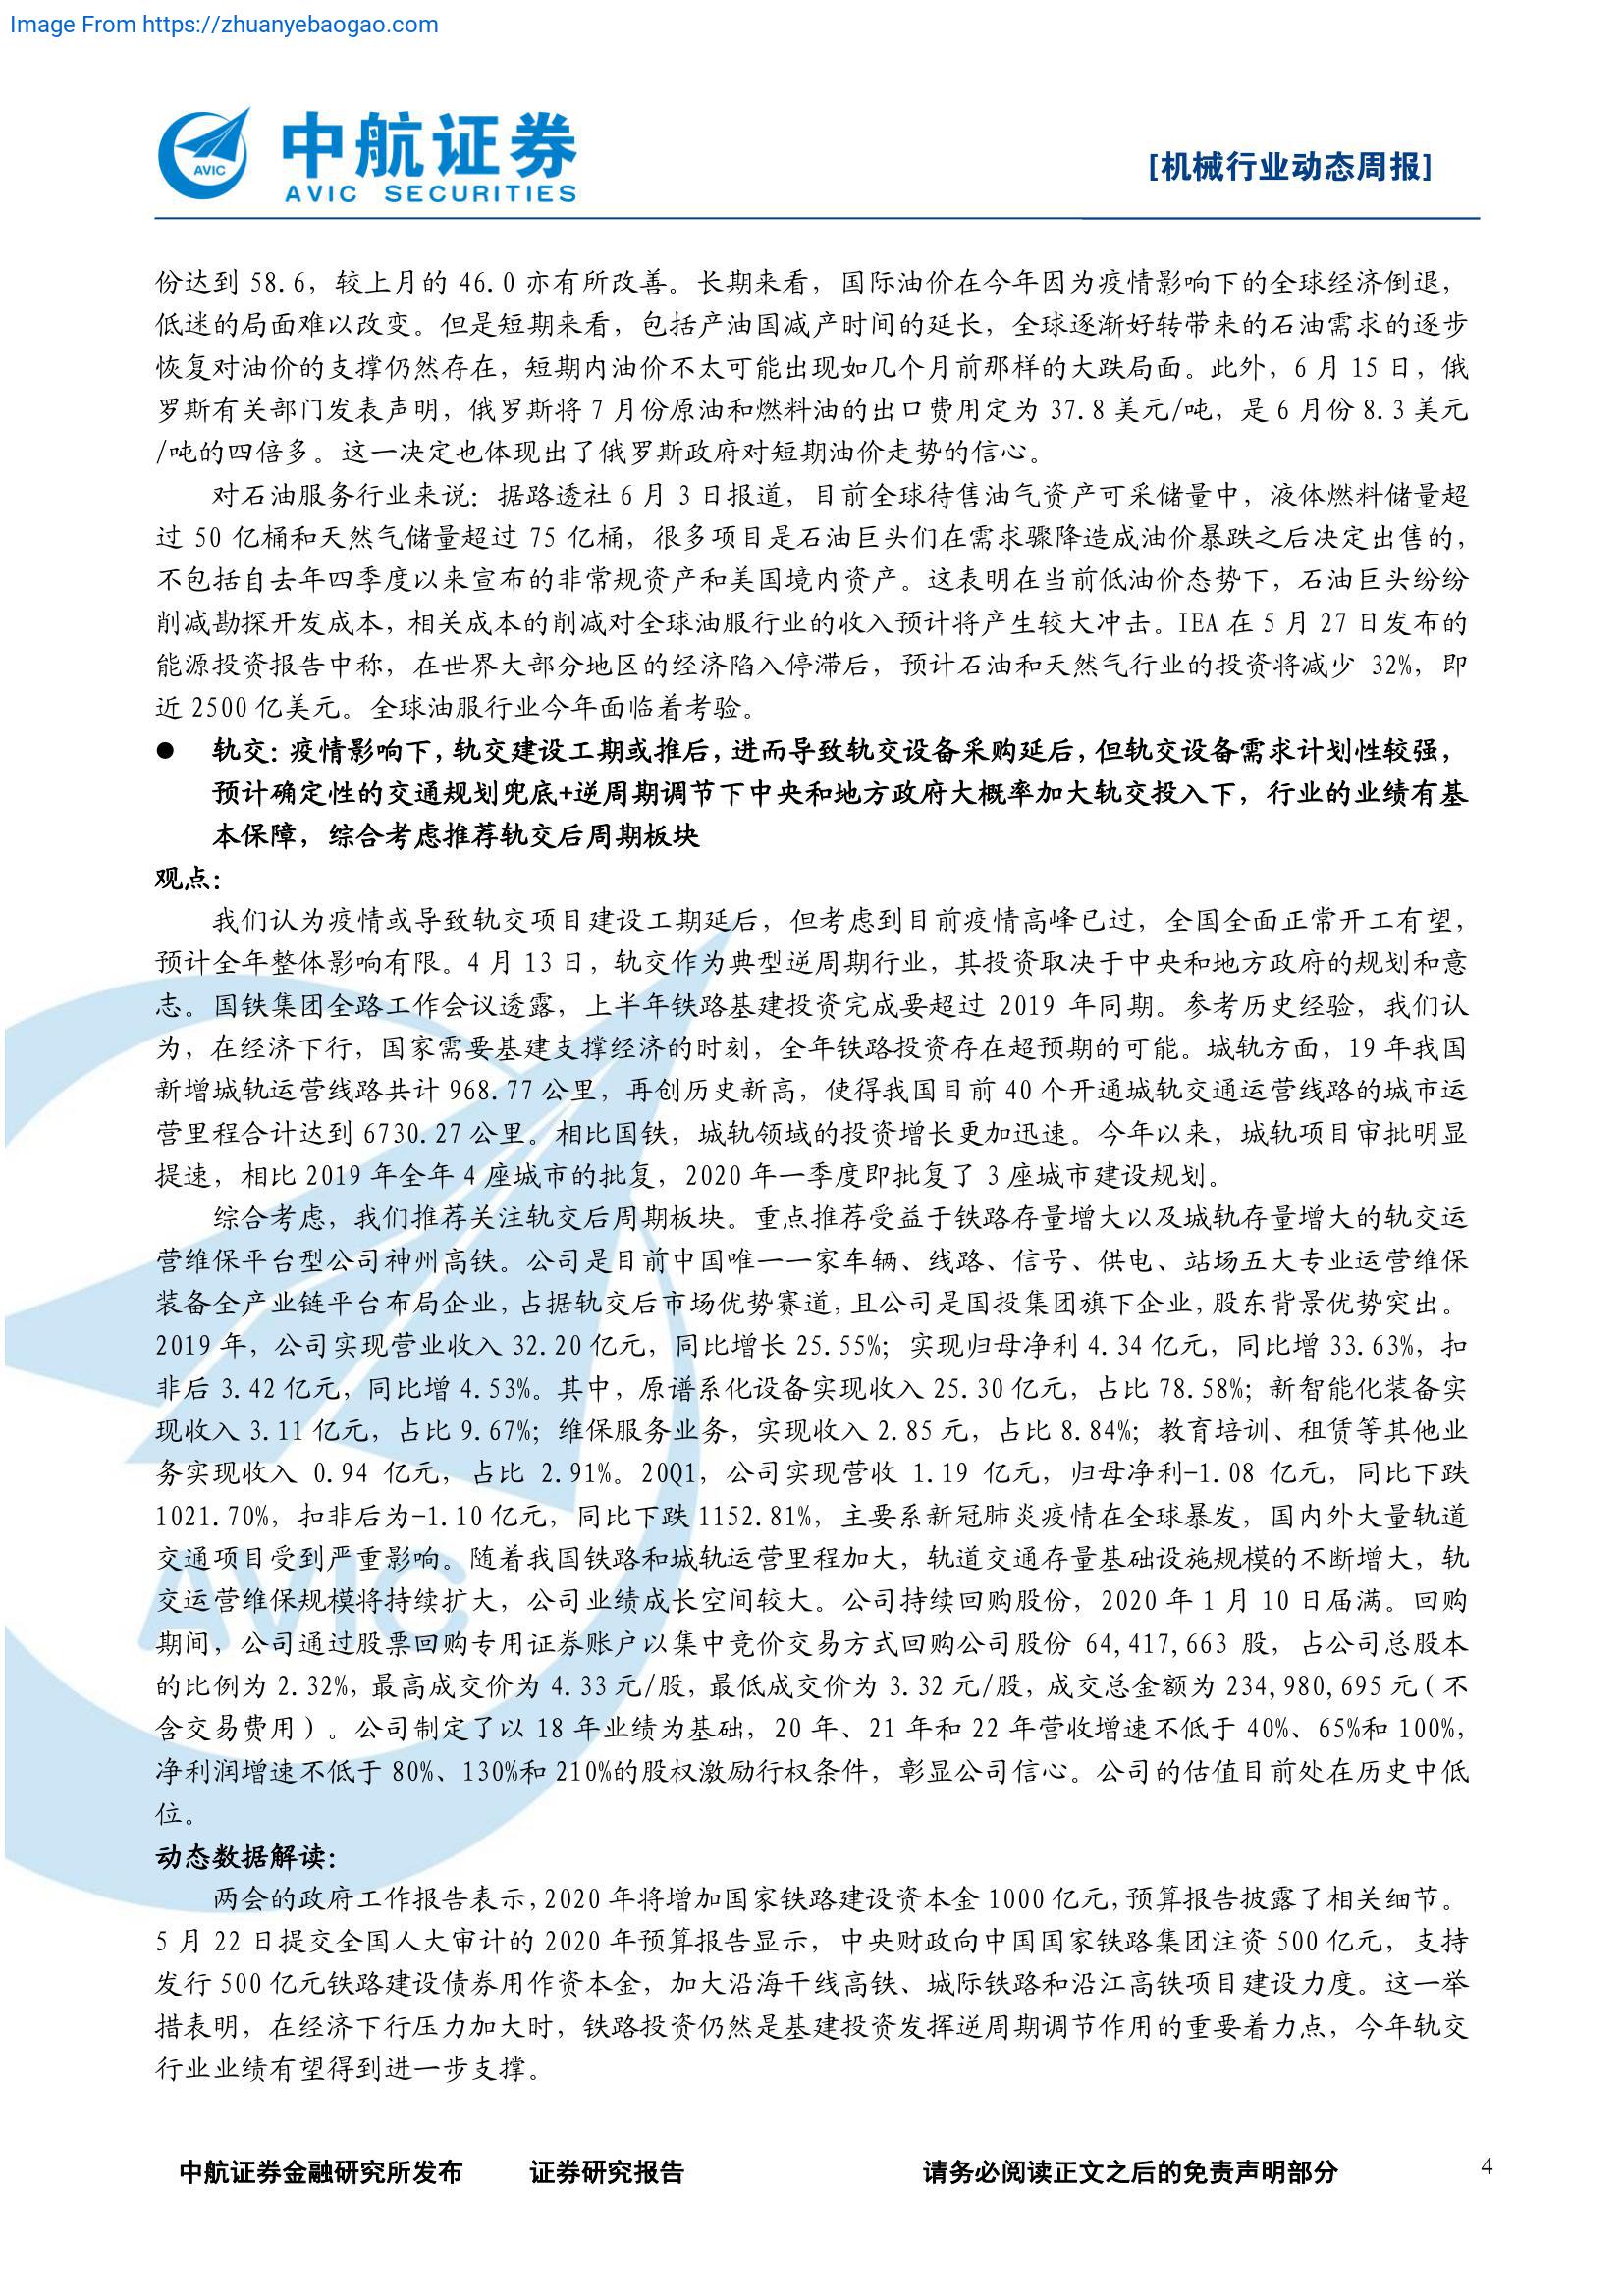 Image From https://zhuanyebaogao.com
AVIC
中航证券
AVIC SECURITIES
[机械行业动态周报]
份达到 58.6，较上月的 46.0 亦有所改善。长期来看，国际油价在今年因为疫情影响下的全球经济倒退，
低迷的局面难以改变。但是短期来看，包括产油国减产时间的延长，全球逐渐好转带来的石油需求的逐步
恢复对油价的支撑仍然存在，短期内油价不太可能出现如几个月前那样的大跌局面。此外，6 月 15 日，俄
罗斯有关部门发表声明，俄罗斯将 7 月份原油和燃料油的出口费用定为 37.8 美元/吨，是 6 月份 8.3 美元
/吨的四倍多。这一决定也体现出了俄罗斯政府对短期油价走势的信心。
对石油服务行业来说：据路透社 6 月 3 日报道，目前全球待售油气资产可采储量中，液体燃料储量超
过 50 亿桶和天然气储量超过 75 亿桶，很多项目是石油巨头们在需求骤降造成油价暴跌之后决定出售的，
不包括自去年四季度以来宣布的非常规资产和美国境内资产。这表明在当前低油价态势下，石油巨头纷纷
削减勘探开发成本，相关成本的削减对全球油服行业的收入预计将产生较大冲击。IEA 在 5 月 27 日发布的
能源投资报告中称，在世界大部分地区的经济陷入停滞后，预计石油和天然气行业的投资将减少 32%，即
近 2500 亿美元。全球油服行业今年面临着考验。
● 轨交：疫情影响下，轨交建设工期或推后，进而导致轨交设备采购延后，但轨交设备需求计划性较强，
预计确定性的交通规划兜底+逆周期调节下中央和地方政府大概率加大轨交投入下，行业的业绩有基
本保障，综合考虑推荐轨交后周期板块
观点：
我们认为疫情或导致轨交项目建设工期延后，但考虑到目前疫情高峰已过，全国全面正常开工有望，
预计全年整体影响有限。4 月 13 日，轨交作为典型逆周期行业，其投资取决于中央和地方政府的规划和意
志。国铁集团全路工作会议透露，上半年铁路基建投资完成要超过 2019 年同期。参考历史经验，我们认
为，在经济下行，国家需要基建支撑经济的时刻，全年铁路投资存在超预期的可能。城轨方面，19 年我国
新增城轨运营线路共计 968.77 公里，再创历史新高，使得我国目前 40 个开通城轨交通运营线路的城市运
营里程合计达到 6730.27 公里。相比国铁，城轨领域的投资增长更加迅速。今年以来，城轨项目审批明显
提速，相比 2019 年全年 4 座城市的批复，2020 年一季度即批复了 3 座城市建设规划。
综合考虑，我们推荐关注轨交后周期板块。重点推荐受益于铁路存量增大以及城轨存量增大的轨交运
营维保平台型公司神州高铁。公司是目前中国唯一一家车辆、线路、信号、供电、站场五大专业运营维保
装备全产业链平台布局企业，占据轨交后市场优势赛道，且公司是国投集团旗下企业，股东背景优势突出。
2019 年，公司实现营业收入 32.20 亿元，同比增长 25.55%；实现归母净利 4.34 亿元，同比增 33.63%，扣
非后 3.42 亿元，同比增 4.53%。其中，原谱系化设备实现收入 25.30 亿元，占比 78.58%；新智能化装备实
现收入 3.11 亿元，占比 9.67%；维保服务业务，实现收入 2.85 元，占比 8.84%；教育培训、租赁等其他业
务实现收入 0.94 亿元，占比 2.91%。20Q1，公司实现营收 1.19 亿元，归母净利-1.08 亿元，同比下跌
1021.70%，扣非后为-1.10 亿元，同比下跌 1152.81%，主要系新冠肺炎疫情在全球暴发，国内外大量轨道
交通项目受到严重影响。随着我国铁路和城轨运营里程加大，轨道交通存量基础设施规模的不断增大，轨
交运营维保规模将持续扩大，公司业绩成长空间较大。公司持续回购股份，2020 年 1 月 10 日届满。回购
期间，公司通过股票回购专用证券账户以集中竞价交易方式回购公司股份 64,417,663 股，占公司总股本
的比例为 2.32%，最高成交价为 4.33 元/股，最低成交价为 3.32 元/股，成交总金额为 234,980,695 元（不
含交易费用）。公司制定了以 18 年业绩为基础，20 年、21 年和 22 年营收增速不低于 40%、65%和 100%，
净利润增速不低于 80%、130%和 210%的股权激励行权条件，彰显公司信心。公司的估值目前处在历史中低
位。
动态数据解读：
两会的政府工作报告表示，2020 年将增加国家铁路建设资本金 1000 亿元，预算报告披露了相关细节。
5 月 22 日提交全国人大审计的 2020 年预算报告显示，中央财政向中国国家铁路集团注资 500 亿元，支持
发行 500 亿元铁路建设债券用作资本金，加大沿海干线高铁、城际铁路和沿江高铁项目建设力度。这一举
措表明，在经济下行压力加大时，铁路投资仍然是基建投资发挥逆周期调节作用的重要着力点，今年轨交
行业业绩有望得到进一步支撑。
中航证券金融研究所发布 证券研究报告 请务必阅读正文之后的免责声明部分 4